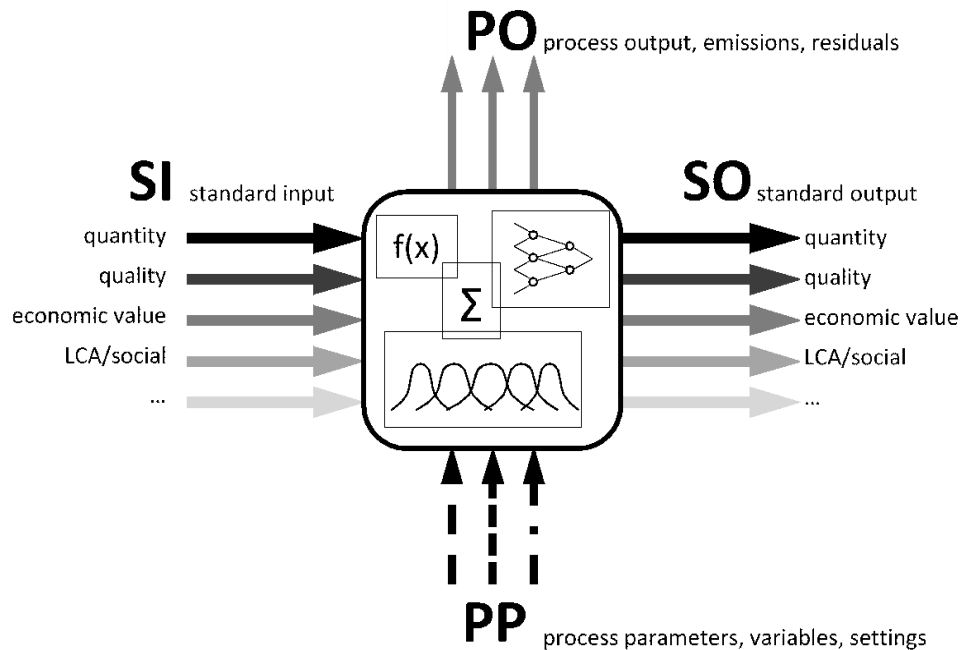 PO process output, emissions, residuals
SI standard input
SO standard output
quantity
quality
economic value
LCA/social
...
f(x)
Σ
quantity
quality
economic value
LCA/social
...
PP process parameters, variables, settings